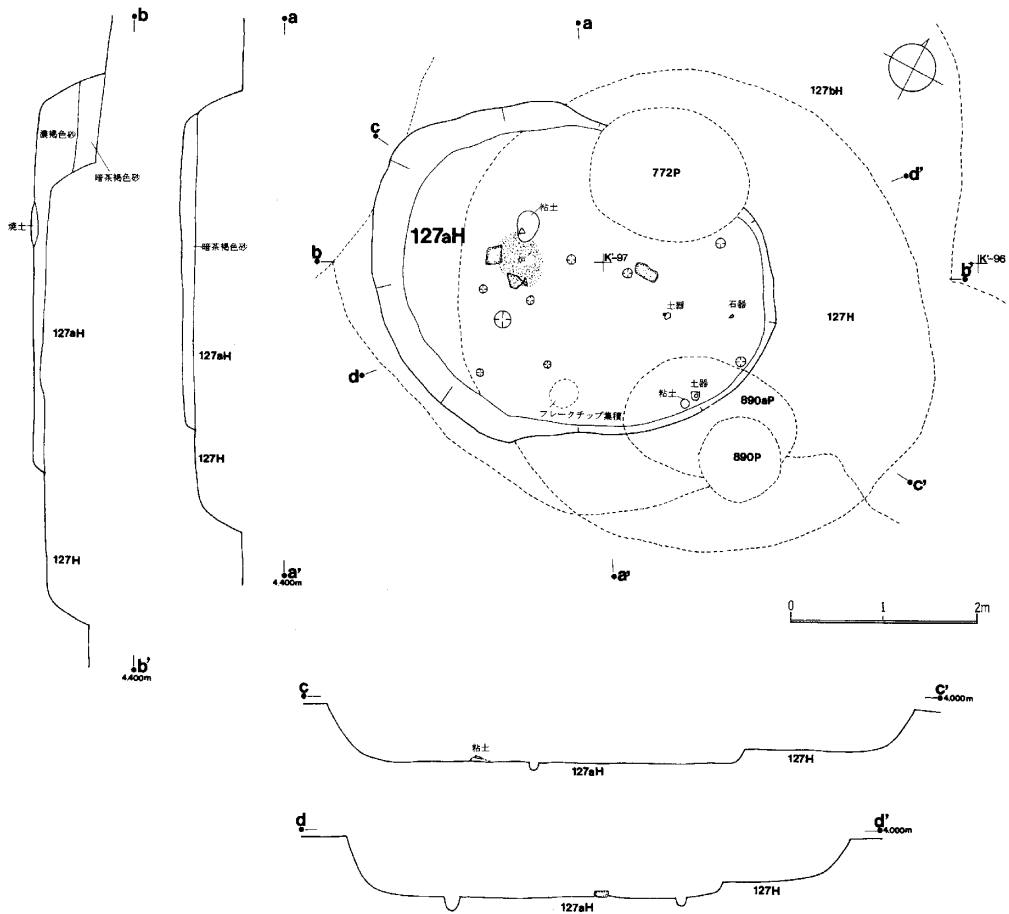 b
a
a
127bH
濃褐色砂
c
暗茶褐色砂
772P
d'
焼土
粘土
暗茶褐色砂
127aH
b
K'-97
K'-96
b'
土器
石器
127H
127aH
127aH
d
粘土
土器
フレークチップ集積
890aP
890P
127H
c'
127H
a'
4.400m
a'
0
1
2m
b'
4.400m
c
c'
4.000m
粘土
127aH
127H
d
d'
4.000m
127aH
127H